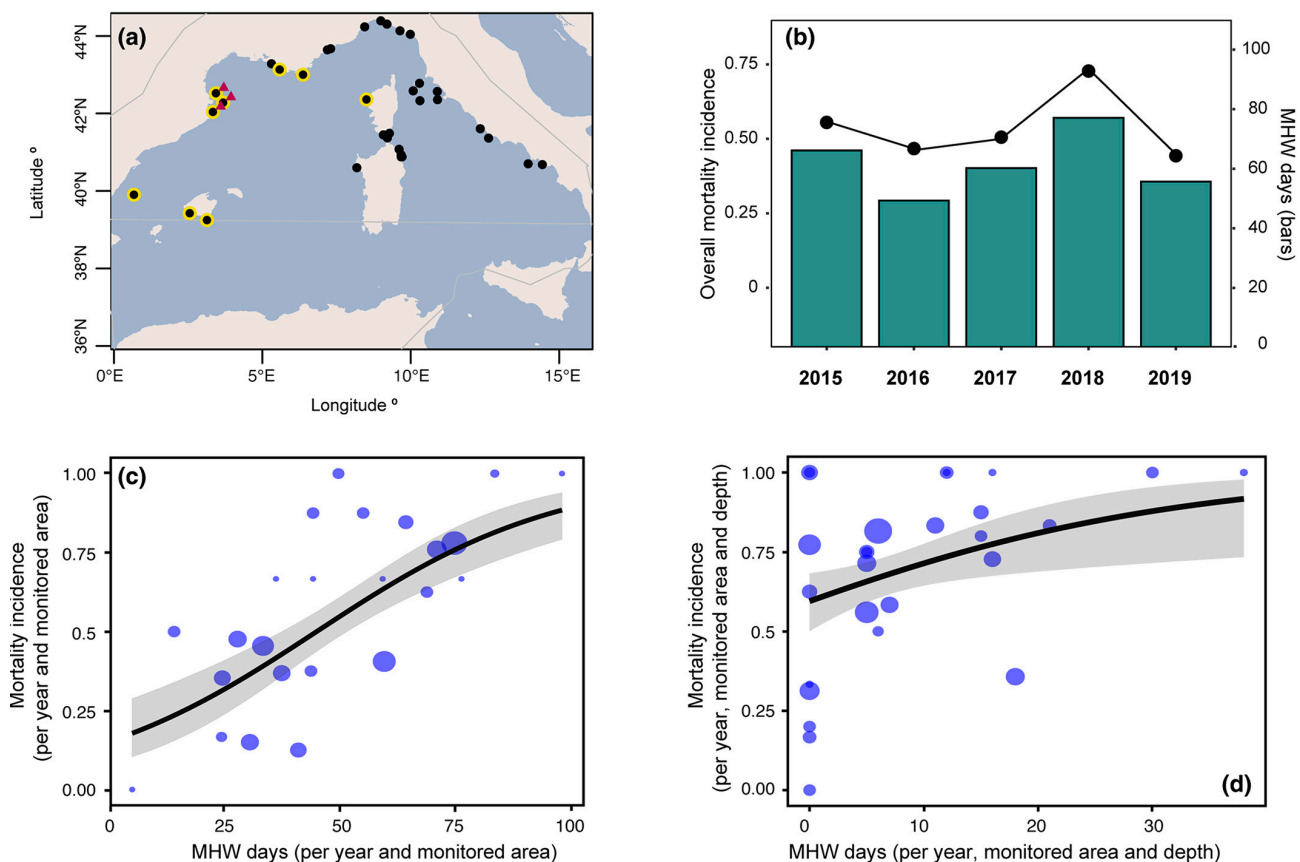 (a)
44°N
42°N
40°N
38°N
36°N
Latitude º
0°E
5°E
10°E
15°E
Longitude º
(b)
0.75
0.50
0.25
0
Overall mortality incidence
100
80
60
40
20
0
MHW days (bars)
2015
2016
2017
2018
2019
(c)
1.00
0.75
0.50
0.25
0.00
Mortality incidence
(per year and monitored area)
0
25
50
75
100
MHW days (per year and monitored area)
1.00
0.75
0.5
0.25
0.00
Mortality incidence
(per year, monitored area and depth)
(d)
0
10
20
30
MHW days (per year, monitored area and depth)